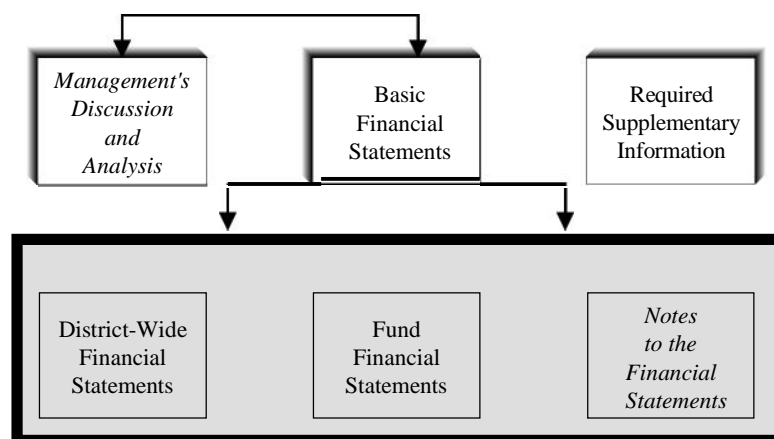 Management's
Discussion
and
Analysis
Basic
Financial
Statements
Required
Supplementary
Information
District-Wide
Financial
Statements
Fund
Financial
Statements
Notes
to the
Financial
Statements